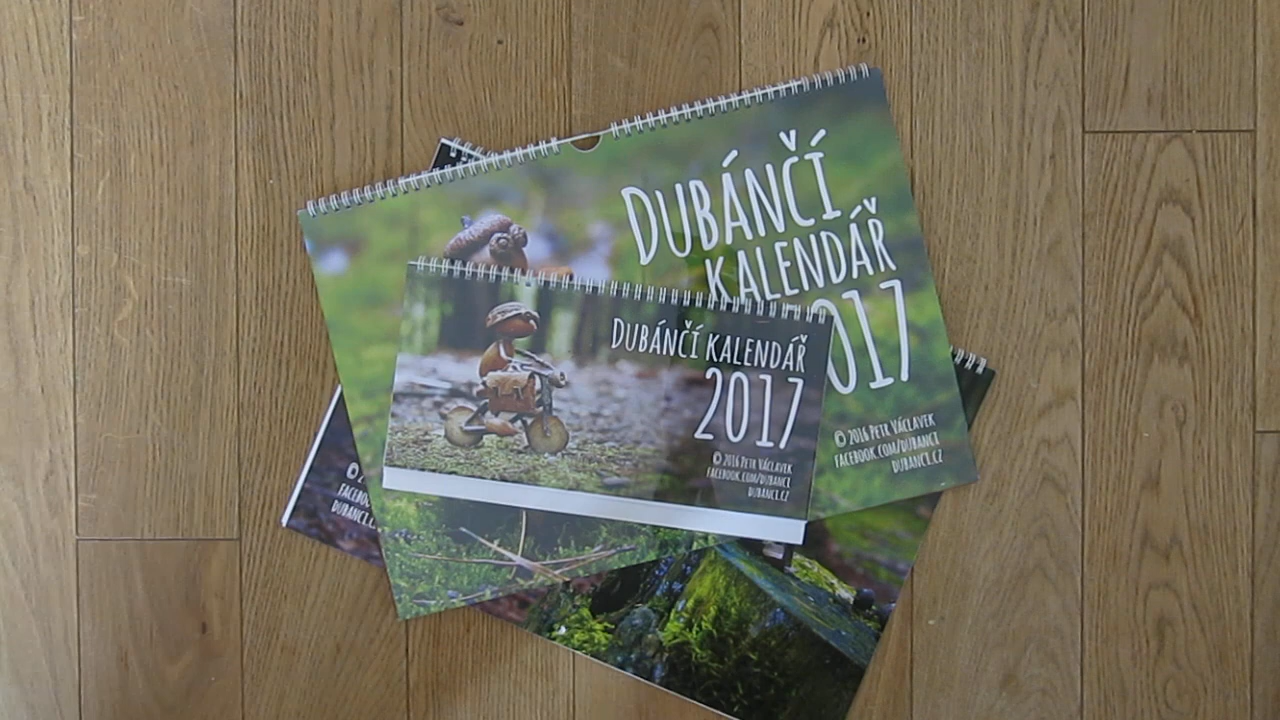 DUBÁNČÍ
KALENDÁŘ
2017
© 2016 PETR VÁCLAVEK
FACEBOOK.COM/DUBANCI
DUBANCI.CZ
DUBÁNČÍ KALENDÁŘ
2017
© 2016 PETR VÁCLAVEK
FACEBOOK.COM/DUBANCI
DUBANCI.CZ